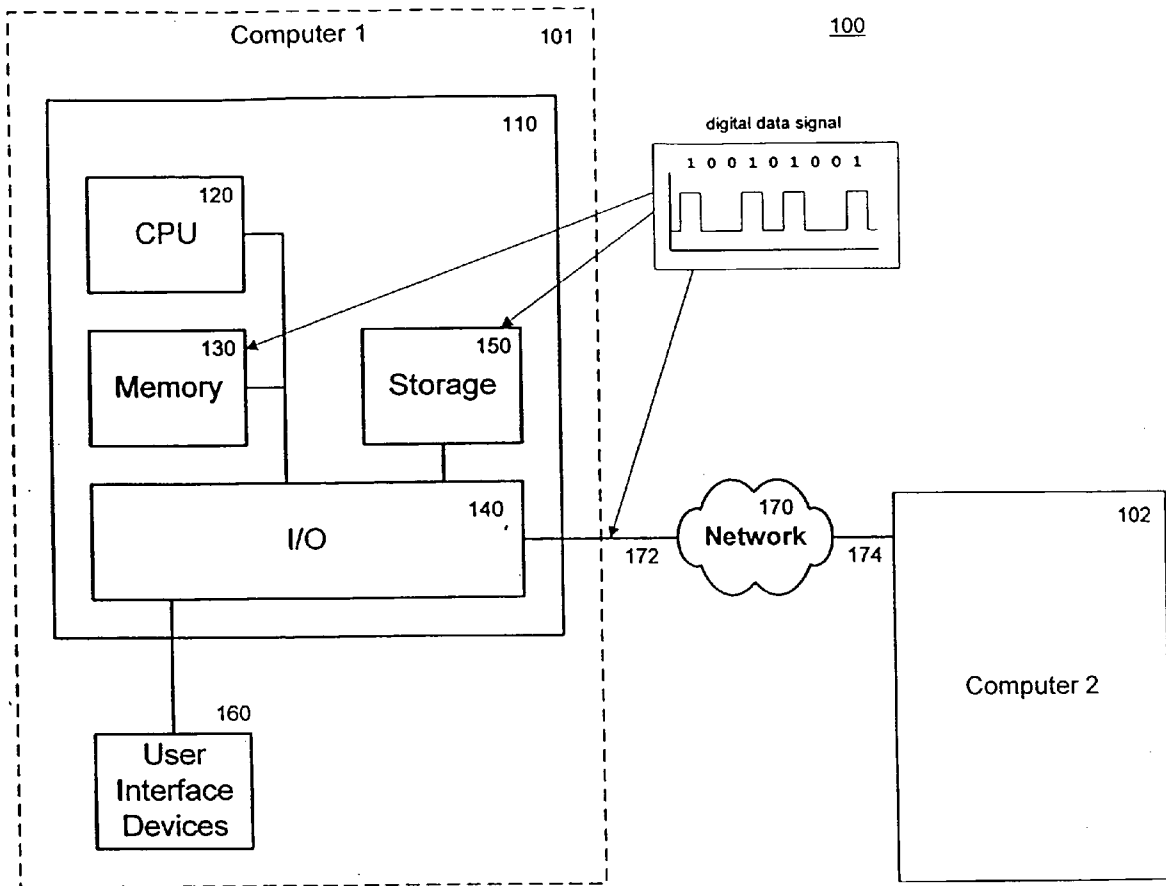 Computer 1
101
100
110
digital data signal
1 0 0 1 0 1 0 0 1
120
CPU
130
Memory
150
Storage
140
I/O
170
Network
172
174
102
Computer 2
160
User
Interface
Devices